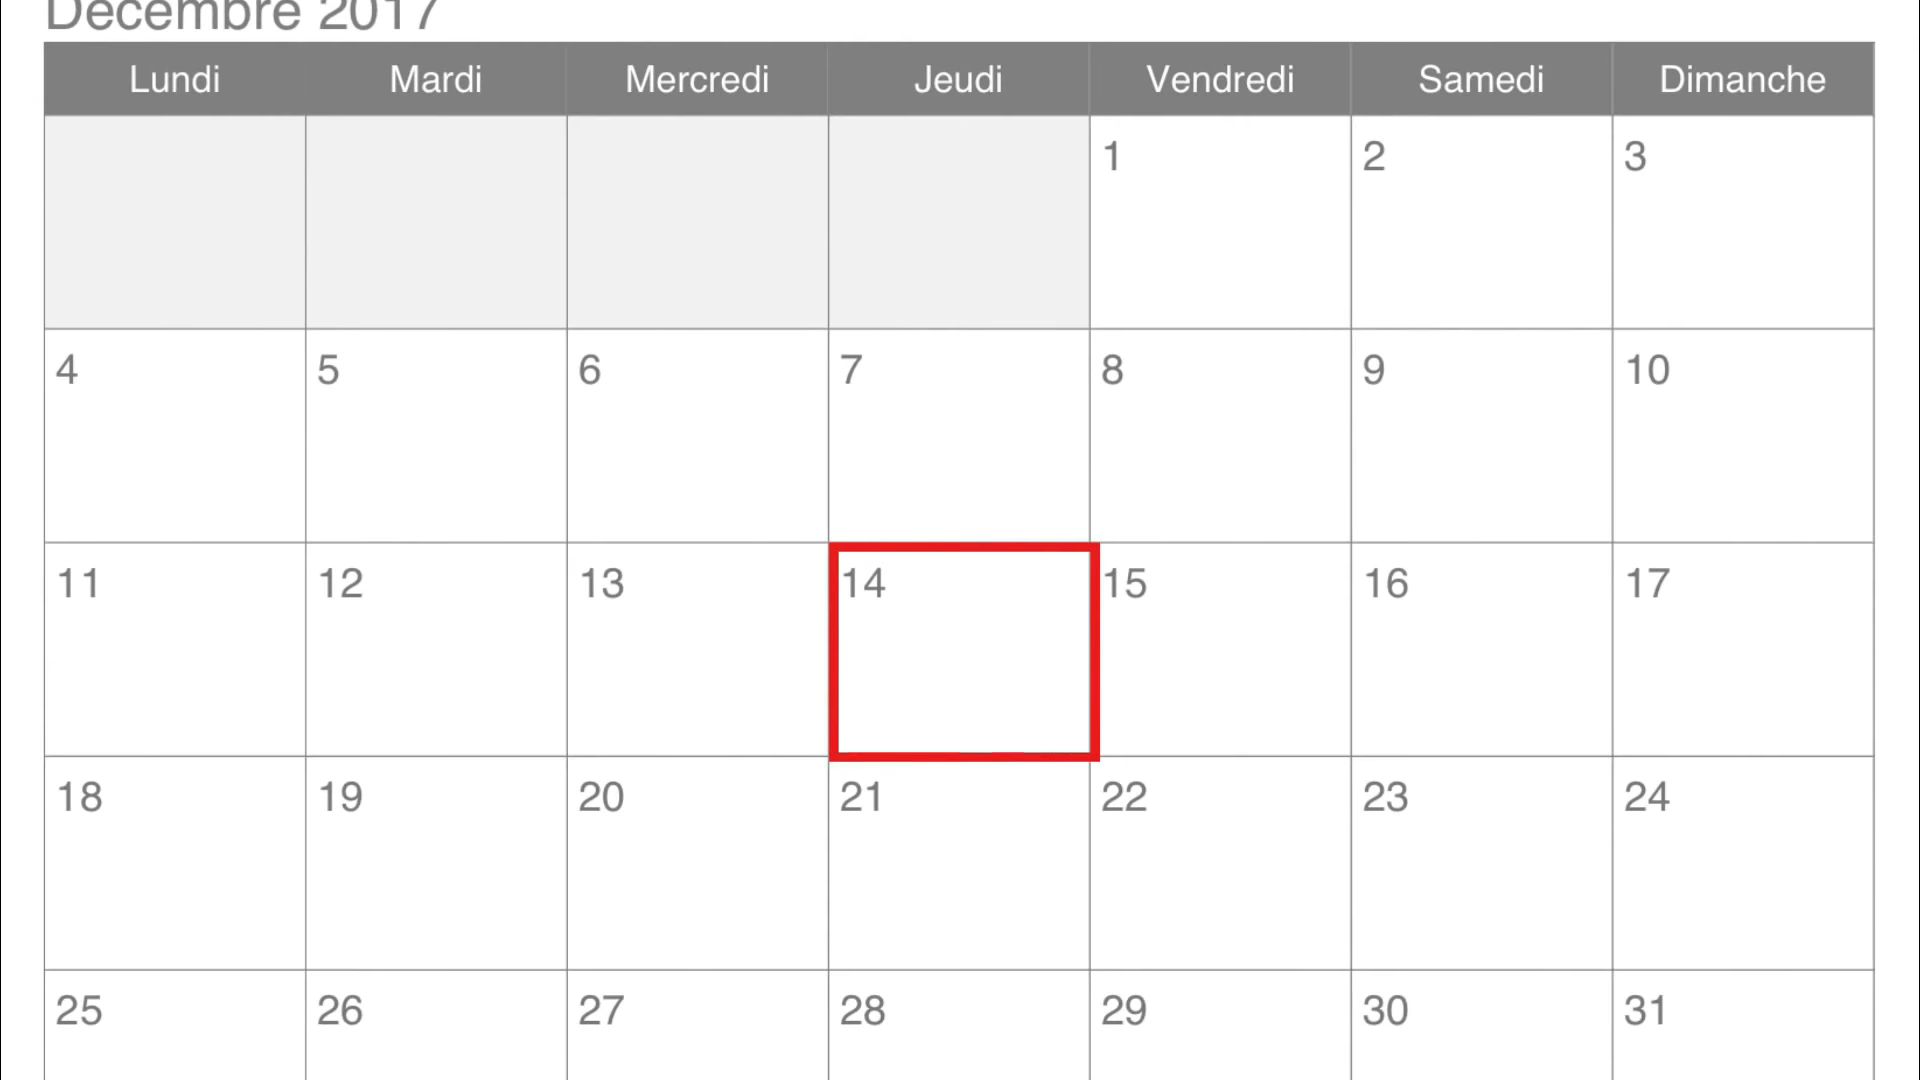 Décembre 2017
Lundi Mardi Mercredi Jeudi Vendredi Samedi Dimanche
1 2 3
4 5 6 7 8 9 10
11 12 13 14 15 16 17
18 19 20 21 22 23 24
25 26 27 28 29 30 31